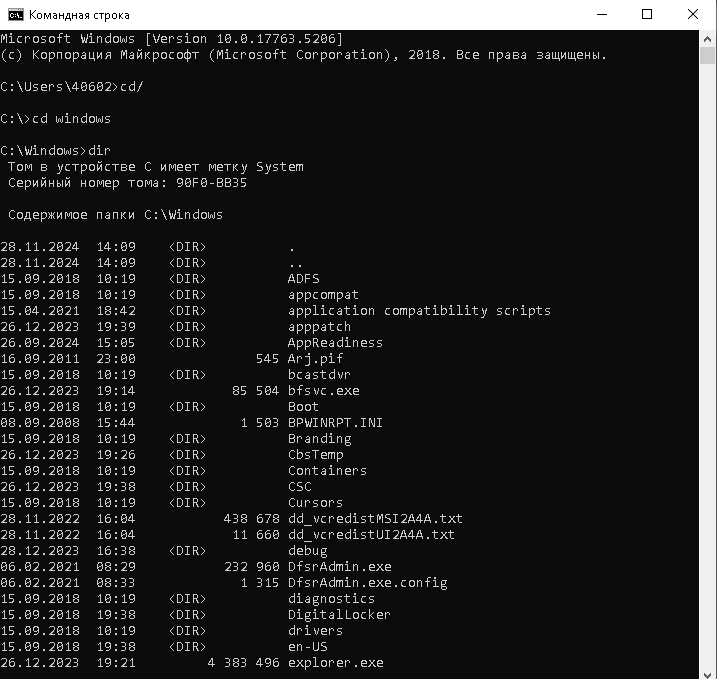 Командная строка
Microsoft Windows [Version 10.0.17763.5206]
(c) Корпорация Майкрософт (Microsoft Corporation), 2018. Все права защищены.
C:\Users\40602>cd/
C:\>cd windows
C:\Windows>dir
Том в устройстве C имеет метку System
Серийный номер тома: 90F0-BB35
Содержимое папки C:\Windows
28.11.2024 14:09 <DIR> .
28.11.2024 14:09 <DIR> ..
15.09.2018 10:19 <DIR> ADFS
15.09.2018 10:19 <DIR> appcompat
15.04.2021 18:42 <DIR> application compatibility scripts
26.12.2023 19:39 <DIR> apppatch
26.09.2024 15:05 <DIR> AppReadiness
16.09.2011 23:00 545 Arj.pif
15.09.2018 10:19 <DIR> bcastdvr
26.12.2023 19:14 85 504 bfsvc.exe
15.09.2018 10:19 <DIR> Boot
08.09.2008 15:44 1 503 BPWINRPT.INI
15.09.2018 10:19 <DIR> Branding
26.12.2023 19:26 <DIR> CbsTemp
15.09.2018 10:19 <DIR> Containers
26.12.2023 19:38 <DIR> CSC
15.09.2018 10:19 <DIR> Cursors
28.11.2022 16:04 438 678 dd_vcredistMSI2A4A.txt
28.11.2022 16:04 11 660 dd_vcredistUI2A4A.txt
28.12.2023 16:38 <DIR> debug
06.02.2021 08:29 232 960 DfsrAdmin.exe
06.02.2021 08:33 1 315 DfsrAdmin.exe.config
15.09.2018 10:19 <DIR> diagnostics
15.09.2018 19:38 <DIR> DigitalLocker
15.09.2018 10:19 <DIR> drivers
15.09.2018 19:38 <DIR> en-US
26.12.2023 19:21 4 383 496 explorer.exe